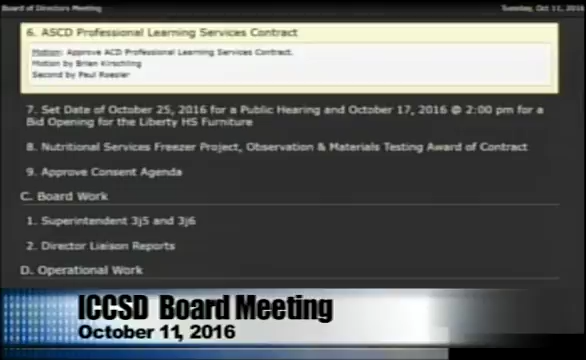 Board of Directors Meeting
Tuesday, Oct 11, 2016
6. ASCD Professional Learning Services Contract
Motion: Approve ACD Professional Learning Services Contract.
Motion by Brian Kirschling
Second by Paul Roesler
7. Set Date of October 25, 2016 for a Public Hearing and October 17, 2016 @ 2:00 pm for a
Bid Opening for the Liberty HS Furniture
8. Nutritional Services Freezer Project, Observation & Materials Testing Award of Contract
9. Approve Consent Agenda
C. Board Work
1. Superintendent 3j5 and 3j6
2. Director Liaison Reports
D. Operational Work
ICCSD Board Meeting
October 11, 2016